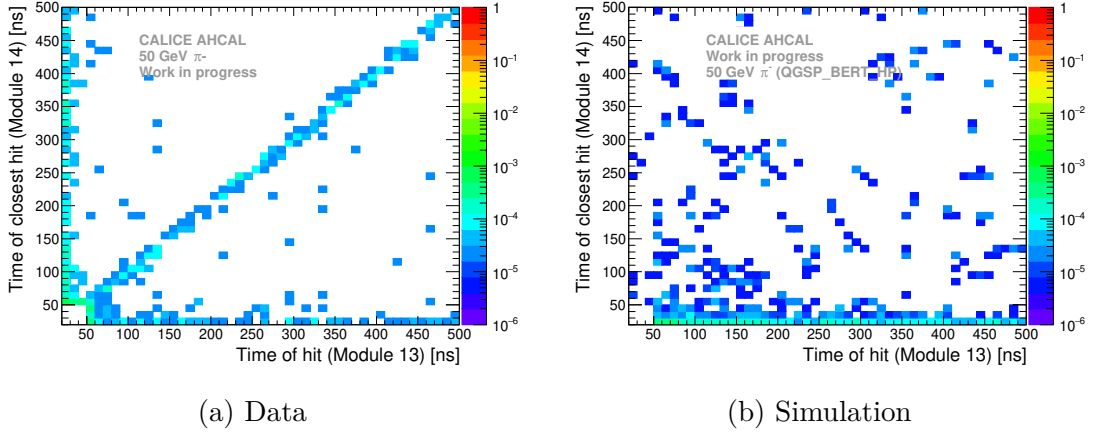 Time of closest hit (Module 14) [ns]
500
450
400
350
300
250
200
150
100
50
CALICE AHCAL
50 GeV π-
Work in progress
50 100 150 200 250 300 350 400 450 500
Time of hit (Module 13) [ns]
1
10⁻¹
10⁻²
10⁻³
10⁻⁴
10⁻⁵
10⁻⁶
(a) Data
Time of closest hit (Module 14) [ns]
500
450
400
350
300
250
200
150
100
50
CALICE AHCAL
Work in progress
50 GeV π⁻ (QGSP_BERT_HP)
50 100 150 200 250 300 350 400 450 500
Time of hit (Module 13) [ns]
1
10⁻¹
10⁻²
10⁻³
10⁻⁴
10⁻⁵
10⁻⁶
(b) Simulation